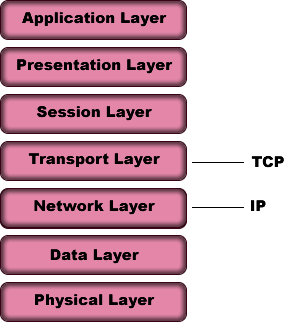 Application Layer
Presentation Layer
Session Layer
Transport Layer
TCP
Network Layer
IP
Data Layer
Physical Layer